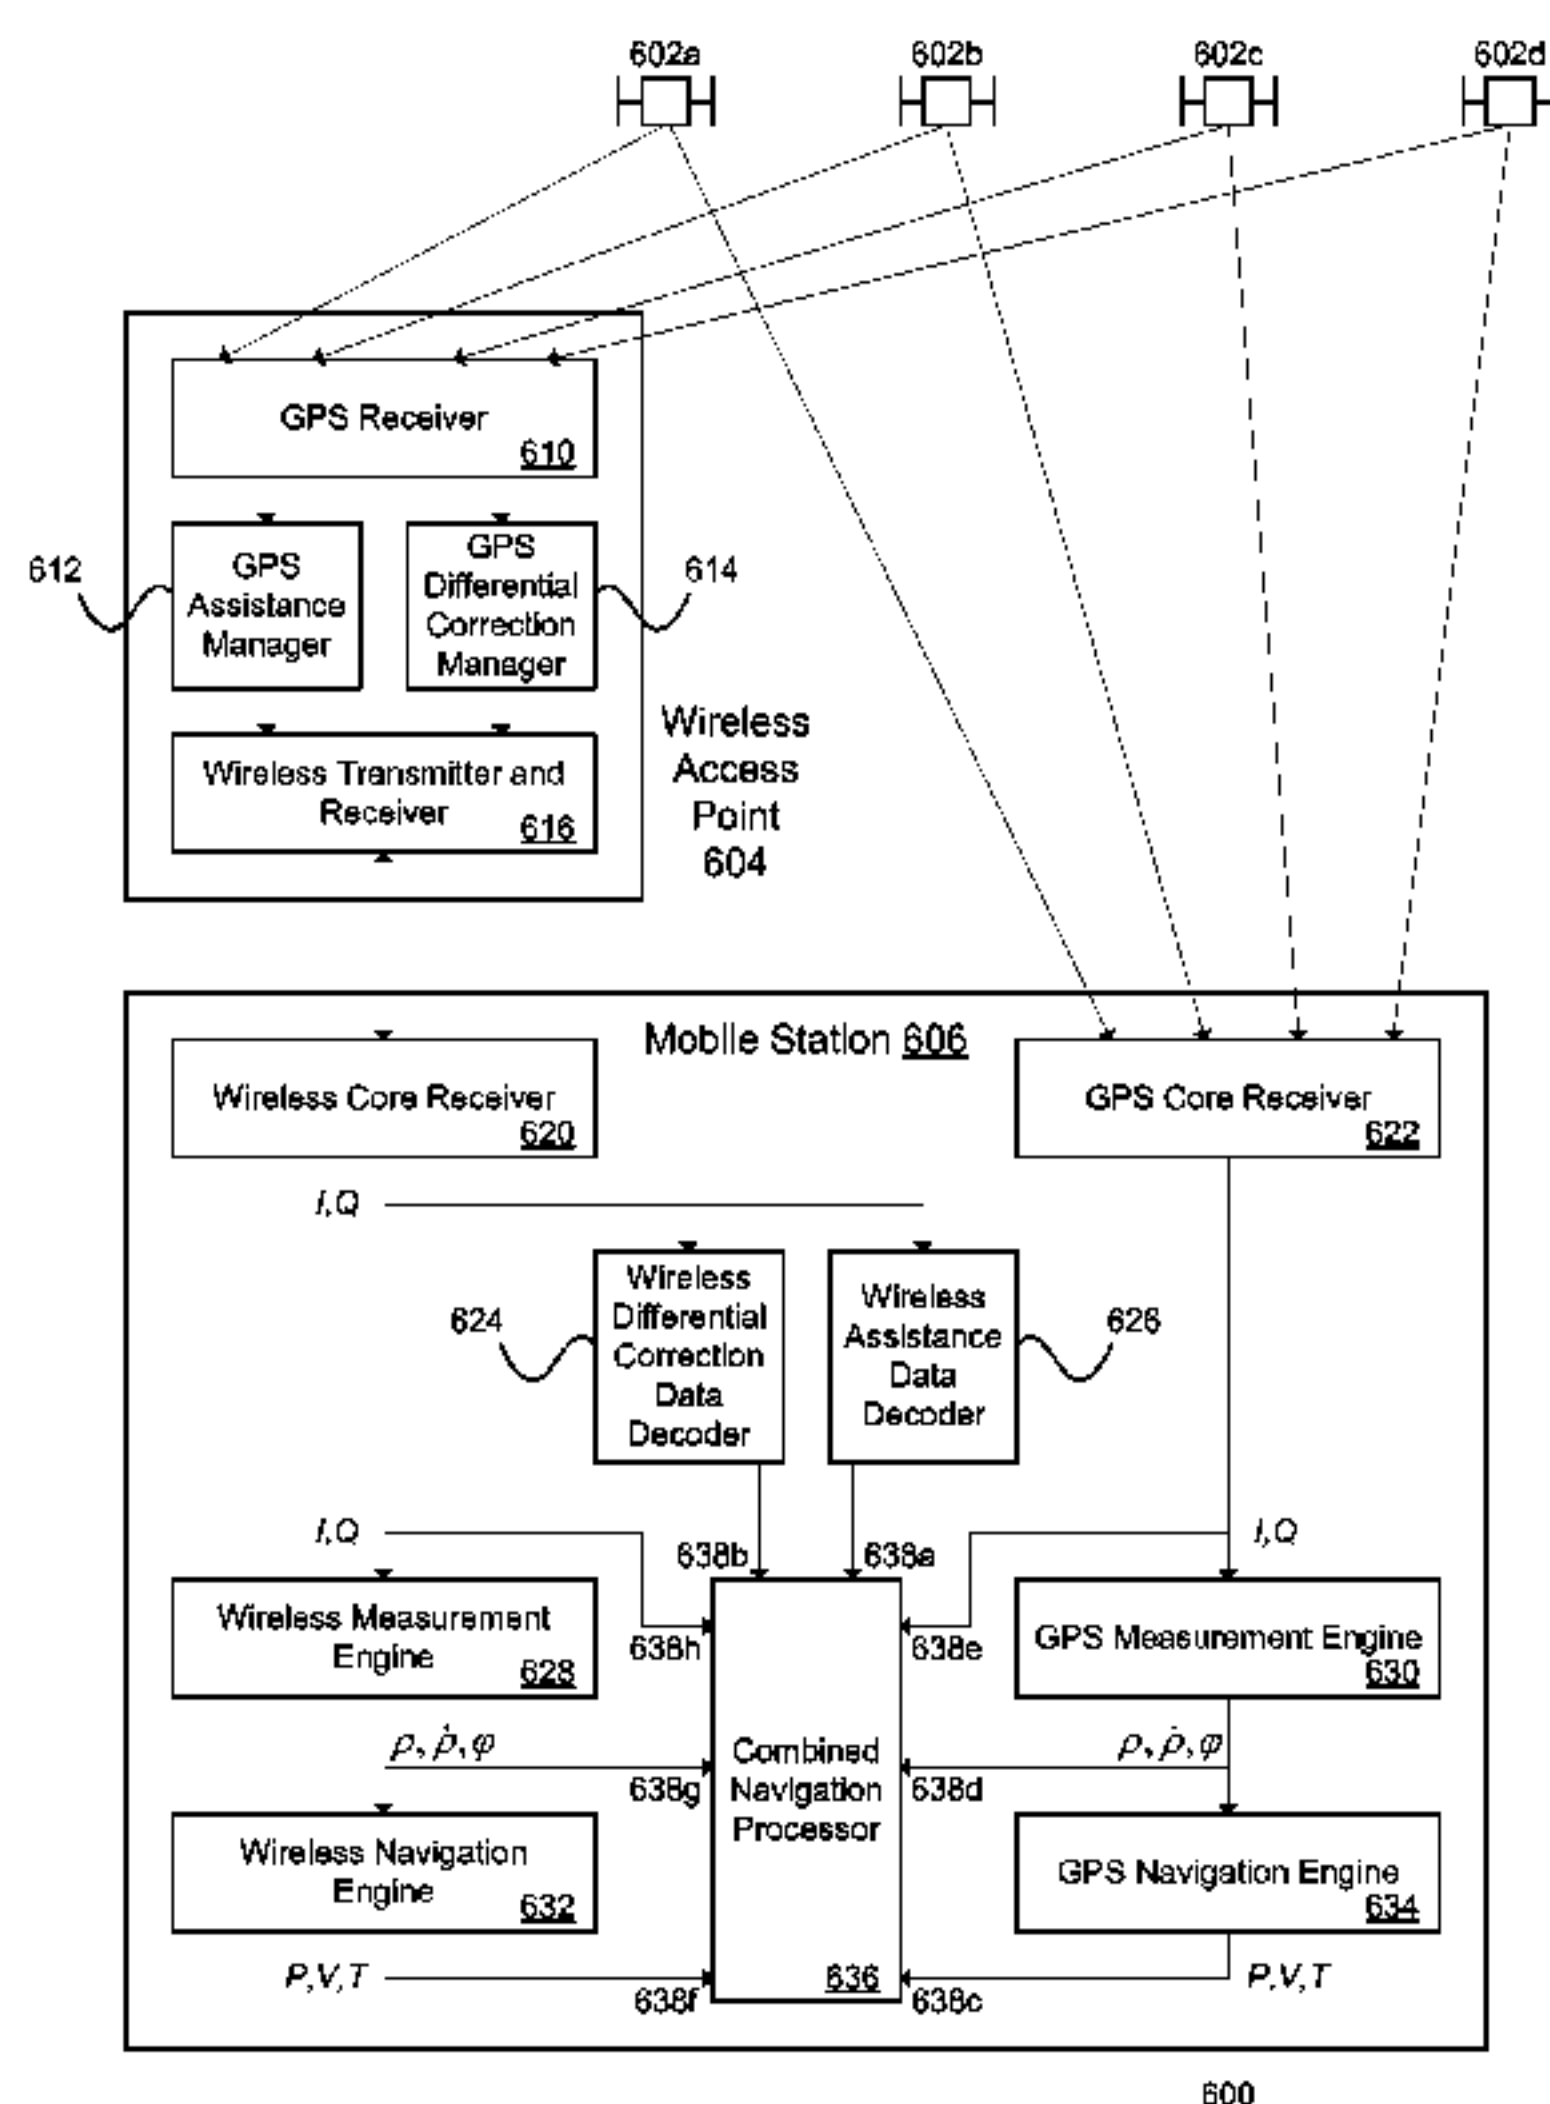 602a 602b 602c 602d
GPS Receiver
610
612
GPS
Assistance
Manager
GPS
Differential
Correction
Manager
614
Wireless Transmitter and
Receiver
616
Wireless
Access
Point
604
Mobile Station 606
Wireless Core Receiver
620
GPS Core Receiver
622
I,Q
624
Wireless
Differential
Correction
Data
Decoder
Wireless
Assistance
Data
Decoder
626
I,Q
638b
638a
I,Q
Wireless Measurement
Engine
628
638h
638e
GPS Measurement Engine
630
ρ, ρ̇, φ
638g
Combined
Navigation
Processor
636
ρ, ρ̇, φ
638d
Wireless Navigation
Engine
632
GPS Navigation Engine
634
P,V,T
638f
638c
P,V,T
600